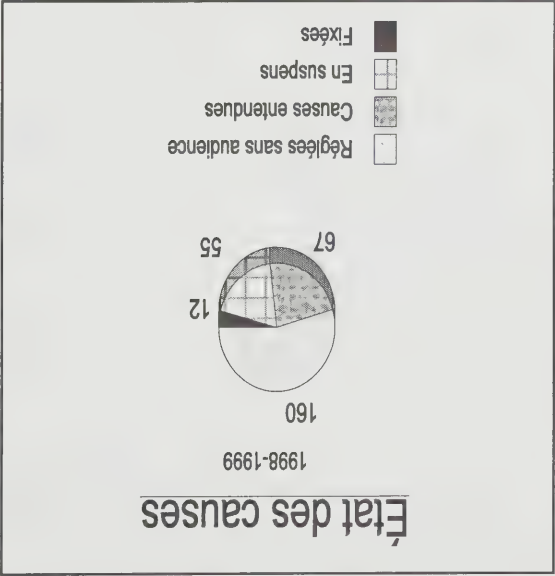 État des causes
1998-1999
160
12
67 55
Réglées sans audience
Causes entendues
En suspens
Fixées